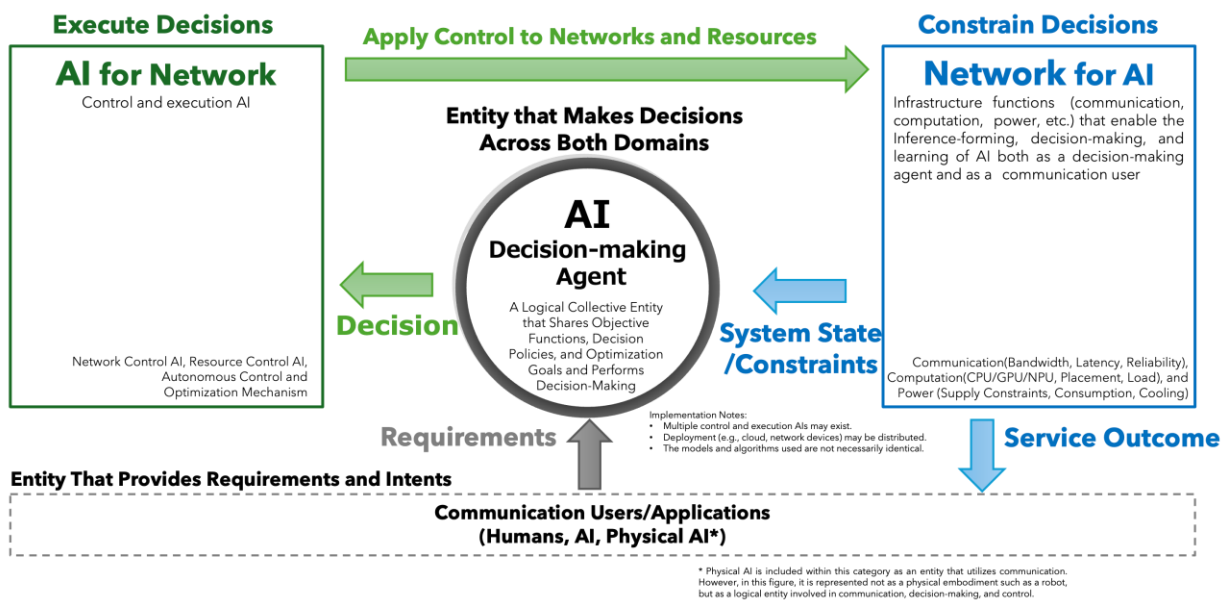 Execute Decisions
AI for Network
Control and execution AI
Network Control AI, Resource Control AI,
Autonomous Control and
Optimization Mechanism
Apply Control to Networks and Resources
Entity that Makes Decisions
Across Both Domains
AI
Decision-making
Agent
A Logical Collective Entity
that Shares Objective
Functions, Decision
Policies, and Optimization
Goals and Performs
Decision-Making
Decision
System State
/Constraints
Constrain Decisions
Network for AI
Infrastructure functions (communication,
computation, power, etc.) that enable the
Inference-forming, decision-making, and
learning of AI both as a decision-making
agent and as a communication user
Communication(Bandwidth, Latency, Reliability),
Computation(CPU/GPU/NPU, Placement, Load), and
Power (Supply Constraints, Consumption, Cooling)
Implementation Notes:
• Multiple control and execution AIs may exist.
• Deployment (e.g., cloud, network devices) may be distributed.
• The models and algorithms used are not necessarily identical.
Requirements
Service Outcome
Entity That Provides Requirements and Intents
Communication Users/Applications
(Humans, AI, Physical AI*)
* Physical AI is included within this category as an entity that utilizes communication.
However, in this figure, it is represented not as a physical embodiment such as a robot,
but as a logical entity involved in communication, decision-making, and control.